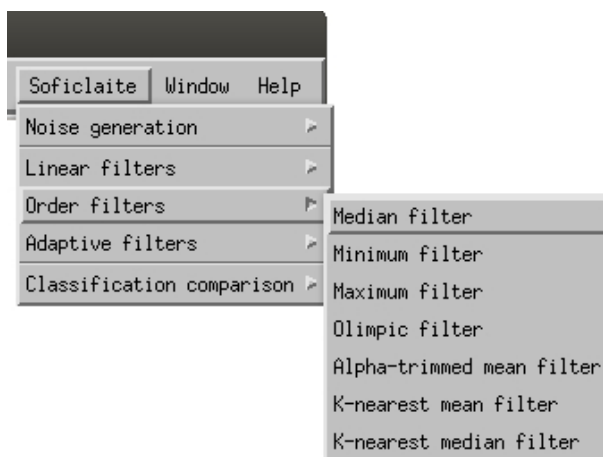 Soficlaite Window Help
Noise generation
Linear filters
Order filters
Adaptive filters
Classification comparison
Median filter
Minimum filter
Maximum filter
Olimpic filter
Alpha-trimmed mean filter
K-nearest mean filter
K-nearest median filter